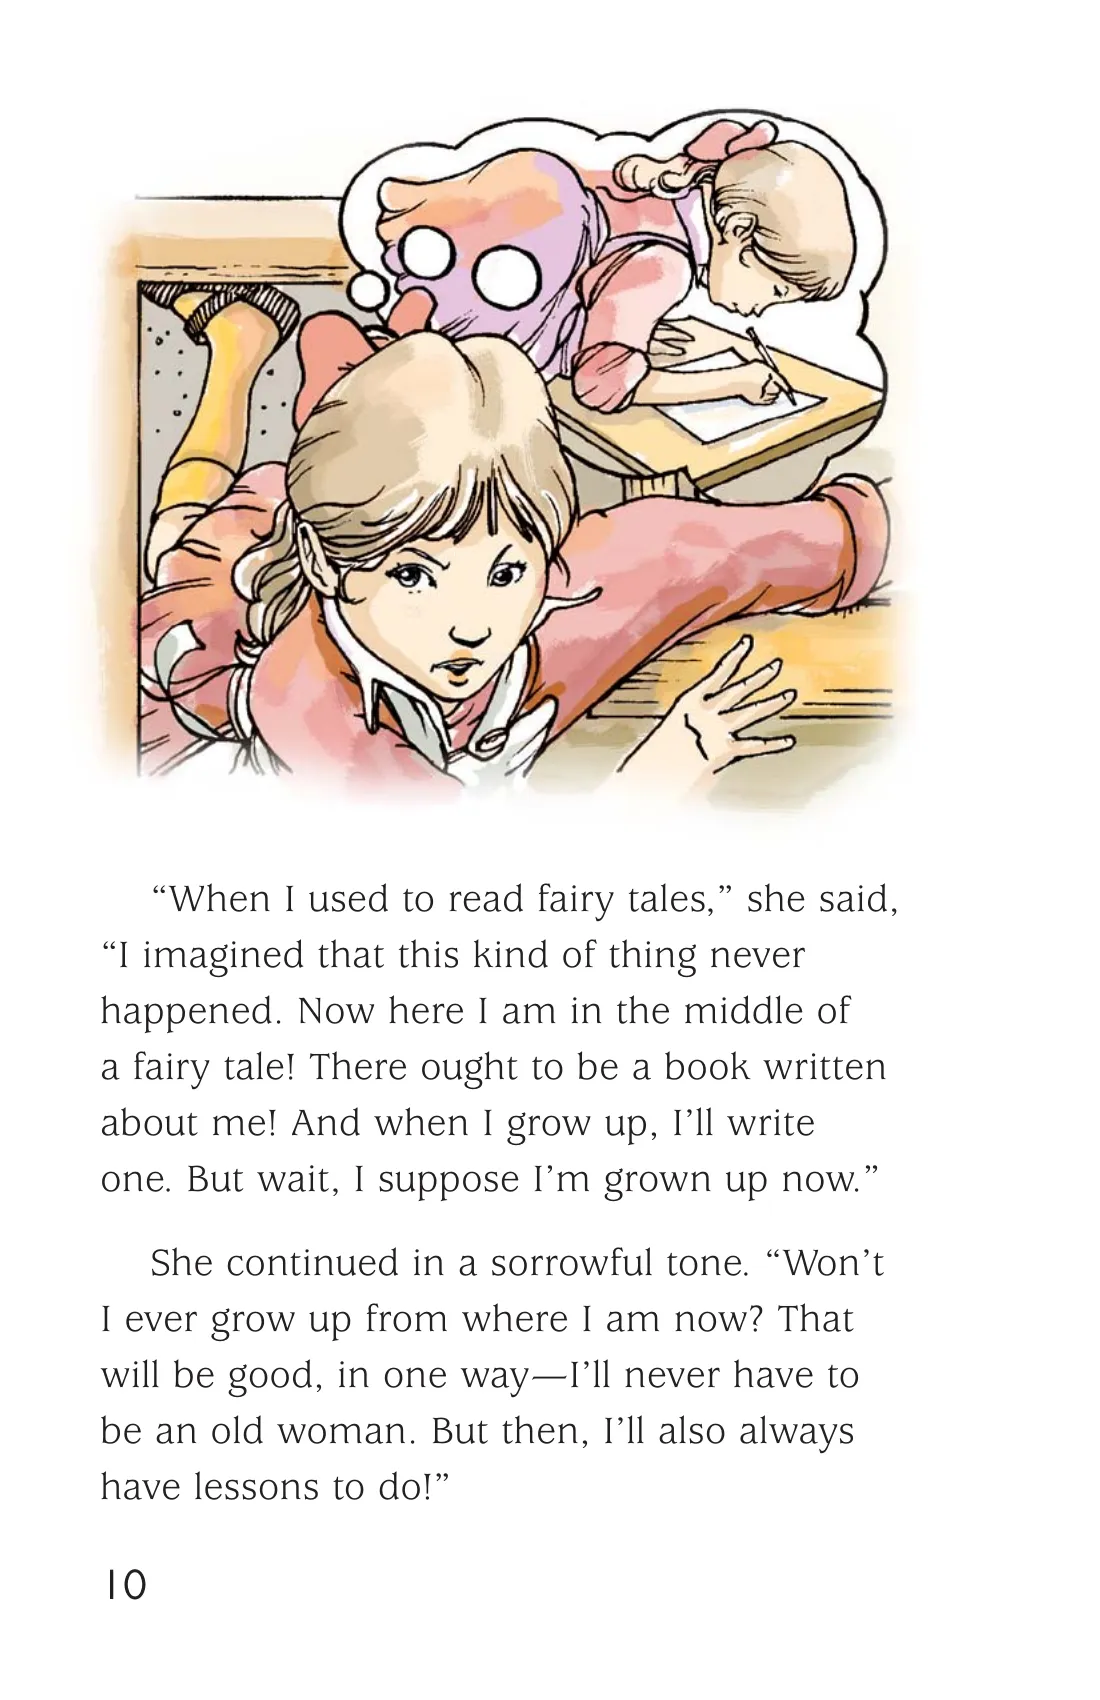 “When I used to read fairy tales,” she said,
“I imagined that this kind of thing never
happened. Now here I am in the middle of
a fairy tale! There ought to be a book written
about me! And when I grow up, I’ll write
one. But wait, I suppose I’m grown up now.”
She continued in a sorrowful tone. “Won’t
I ever grow up from where I am now? That
will be good, in one way—I’ll never have to
be an old woman. But then, I’ll also always
have lessons to do!”
10